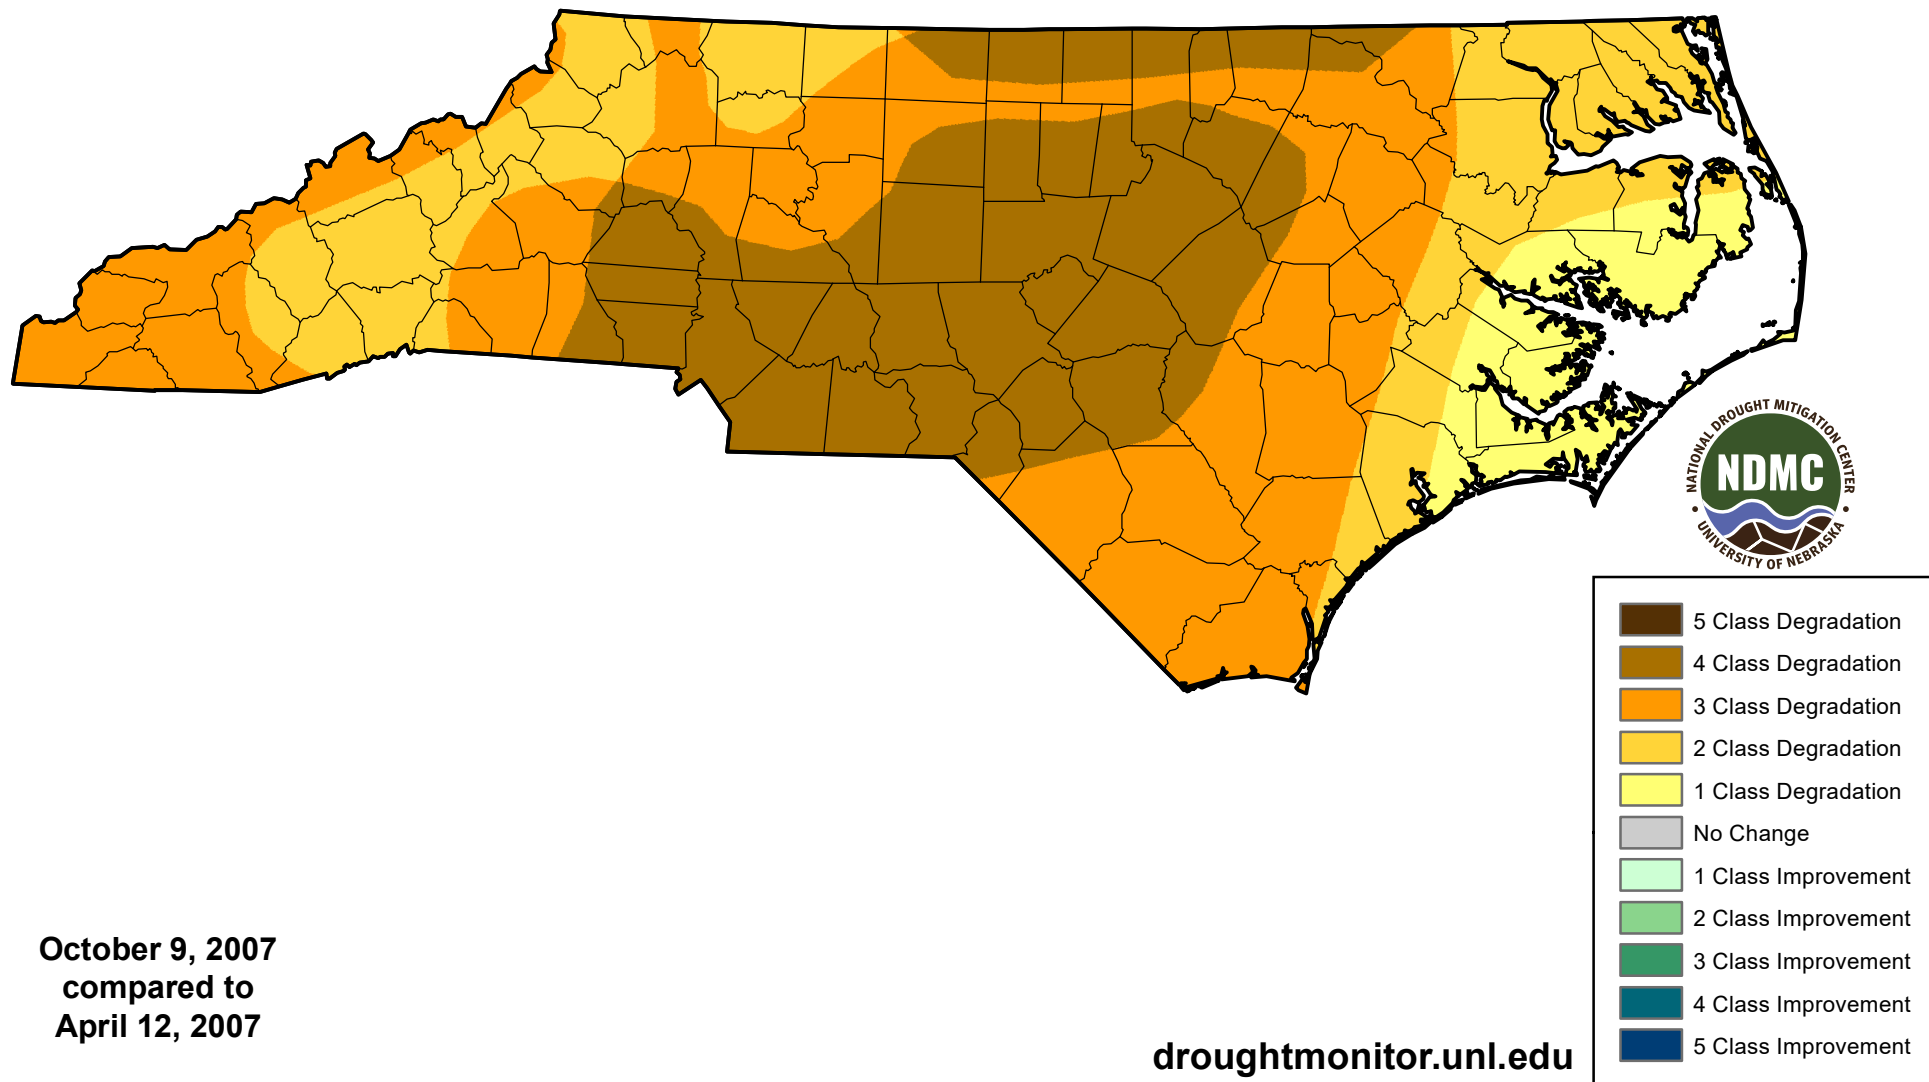 NATIONAL DROUGHT MITIGATION CENTER
NDMC
UNIVERSITY OF NEBRASKA
5 Class Degradation
4 Class Degradation
3 Class Degradation
2 Class Degradation
1 Class Degradation
No Change
1 Class Improvement
2 Class Improvement
3 Class Improvement
4 Class Improvement
5 Class Improvement
October 9, 2007
compared to
April 12, 2007
droughtmonitor.unl.edu